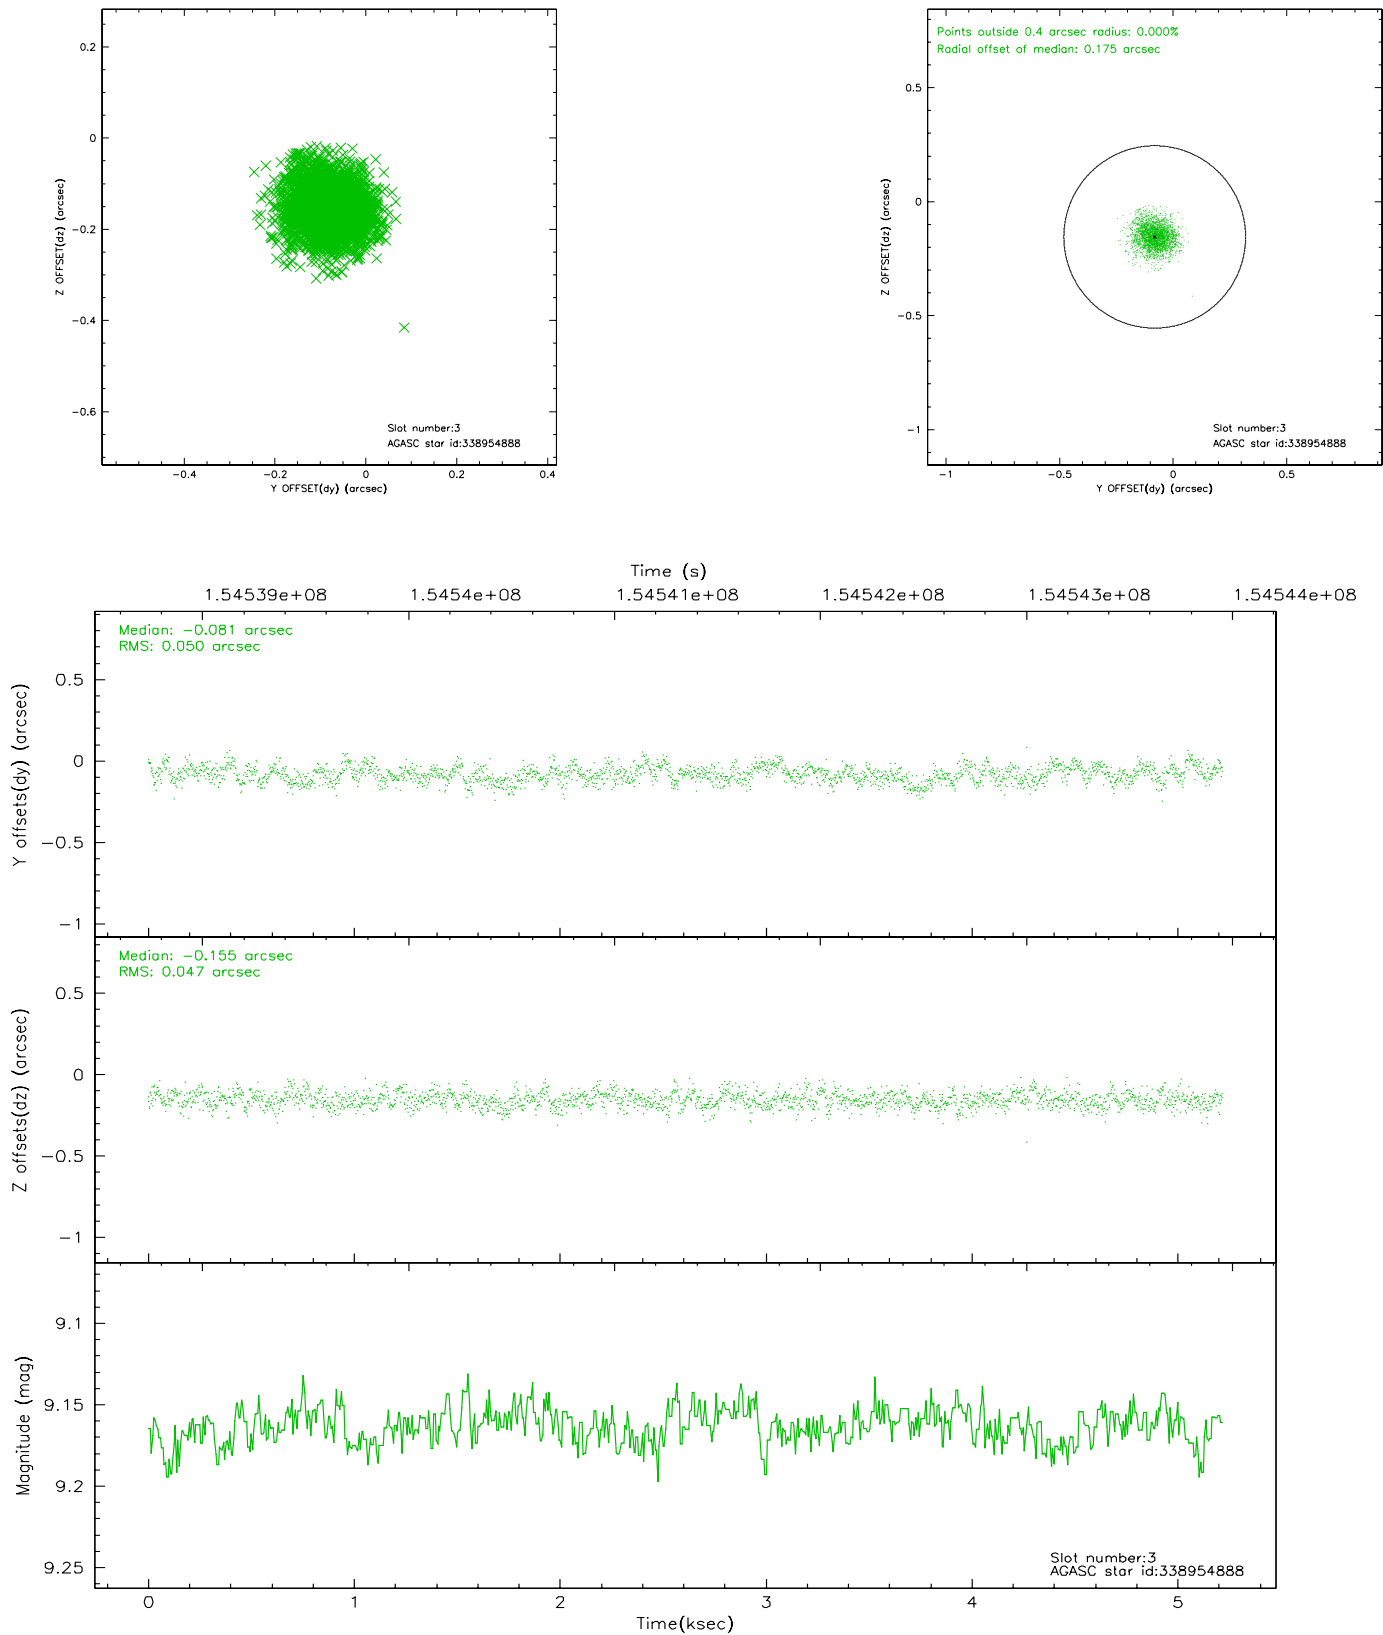 0.2
0
-0.2
-0.4
-0.6
-0.4
-0.2
0
0.2
0.4
Z OFFSET(dz) (arcsec)
Y OFFSET(dy) (arcsec)
Slot number:3
AGASC star id:338954888
Points outside 0.4 arcsec radius: 0.000%
Radial offset of median: 0.175 arcsec
0.5
0
-0.5
-1
-1
-0.5
0
0.5
Z OFFSET(dz) (arcsec)
Y OFFSET(dy) (arcsec)
Slot number:3
AGASC star id:338954888
Time (s)
1.54539e+08
1.5454e+08
1.54541e+08
1.54542e+08
1.54543e+08
1.54544e+08
Median: -0.081 arcsec
RMS: 0.050 arcsec
0.5
0
-0.5
-1
Y offsets(dy) (arcsec)
Median: -0.155 arcsec
RMS: 0.047 arcsec
0.5
0
-0.5
-1
Z offsets(dz) (arcsec)
9.1
9.15
9.2
9.25
Magnitude (mag)
Slot number:3
AGASC star id:338954888
0
1
2
3
4
5
Time(ksec)